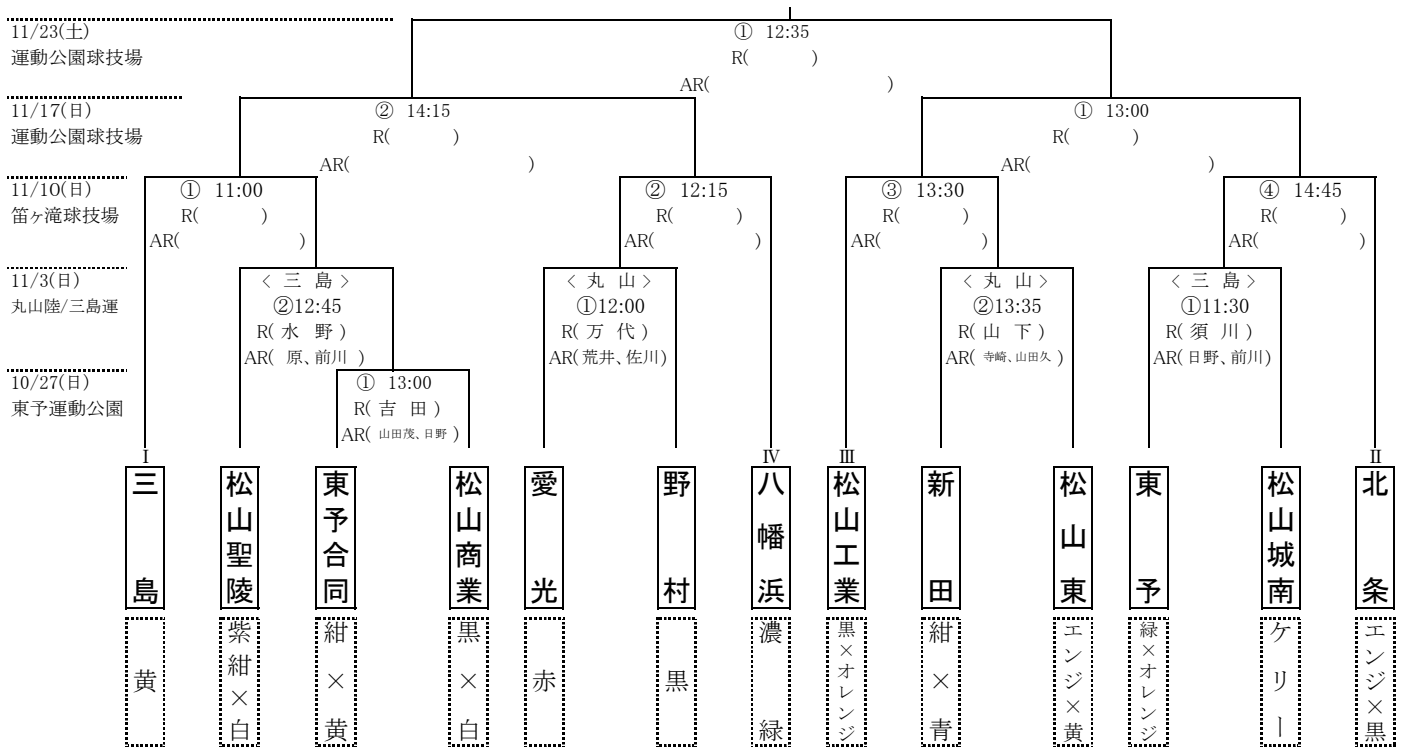 11/23(土)
運動公園球技場
① 12:35
R( )
AR( )
11/17(日)
運動公園球技場
② 14:15
R( )
AR( )
① 13:00
R( )
AR( )
11/10(日)
笛ヶ滝球技場
① 11:00
R( )
AR( )
② 12:15
R( )
AR( )
③ 13:30
R( )
AR( )
④ 14:45
R( )
AR( )
11/3(日)
丸山陸/三島運
< 三 島 >
②12:45
R( 水 野 )
AR( 原、前川 )
< 丸 山 >
①12:00
R( 万 代 )
AR( 荒井、佐川)
< 丸 山 >
②13:35
R( 山 下 )
AR( 寺崎、山田久 )
< 三 島 >
①11:30
R( 須 川 )
AR( 日野、前川)
10/27(日)
東予運動公園
① 13:00
R( 吉 田 )
AR( 山田茂、日野 )
Ⅰ
Ⅳ
Ⅲ
Ⅱ
三島
松山聖陵
東予合同
松山商業
愛光
野村
八幡浜
松山工業
新田
松山東
東予
松山城南
北条
黄
紫紺×白
紺×黄
黒×白
赤
黒
濃緑
黒×オレンジ
紺×青
エンジ×黄
緑×オレンジ
ケリー
エンジ×黒